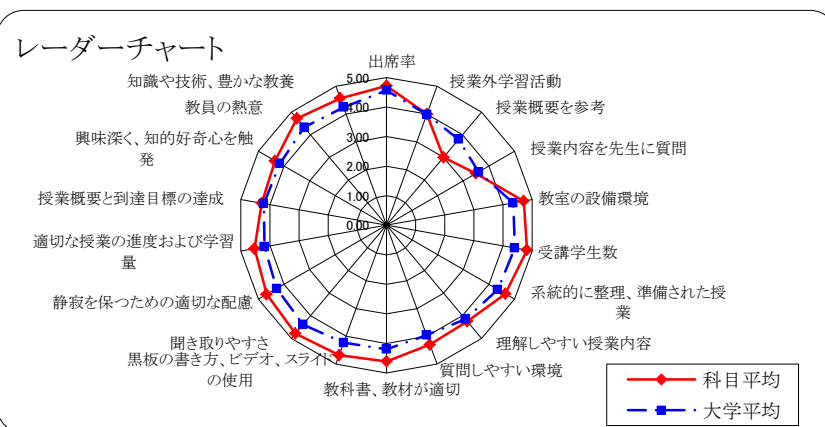 レーダーチャート
出席率
授業外学習活動
授業概要を参考
授業内容を先生に質問
教室の設備環境
受講学生数
系統的に整理、準備された授
業
理解しやすい授業内容
質問しやすい環境
教科書、教材が適切
黒板の書き方、ビデオ、スライド
の使用
聞き取りやすさ
静寂を保つための適切な配慮
適切な授業の進度および学習
量
授業概要と到達目標の達成
興味深く、知的好奇心を触
発
教員の熱意
知識や技術、豊かな教養
5.00
4.00
3.00
2.00
1.00
0.00
科目平均
大学平均